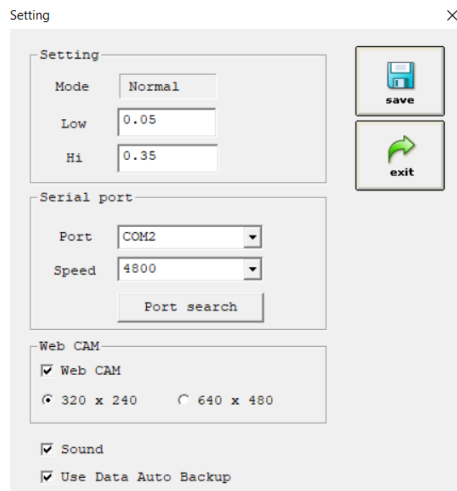 Setting
Setting
Mode Normal
Low 0.05
Hi 0.35
save
exit
Serial port
Port COM2
Speed 4800
Port search
Web CAM
Web CAM
320 x 240 640 x 480
Sound
Use Data Auto Backup